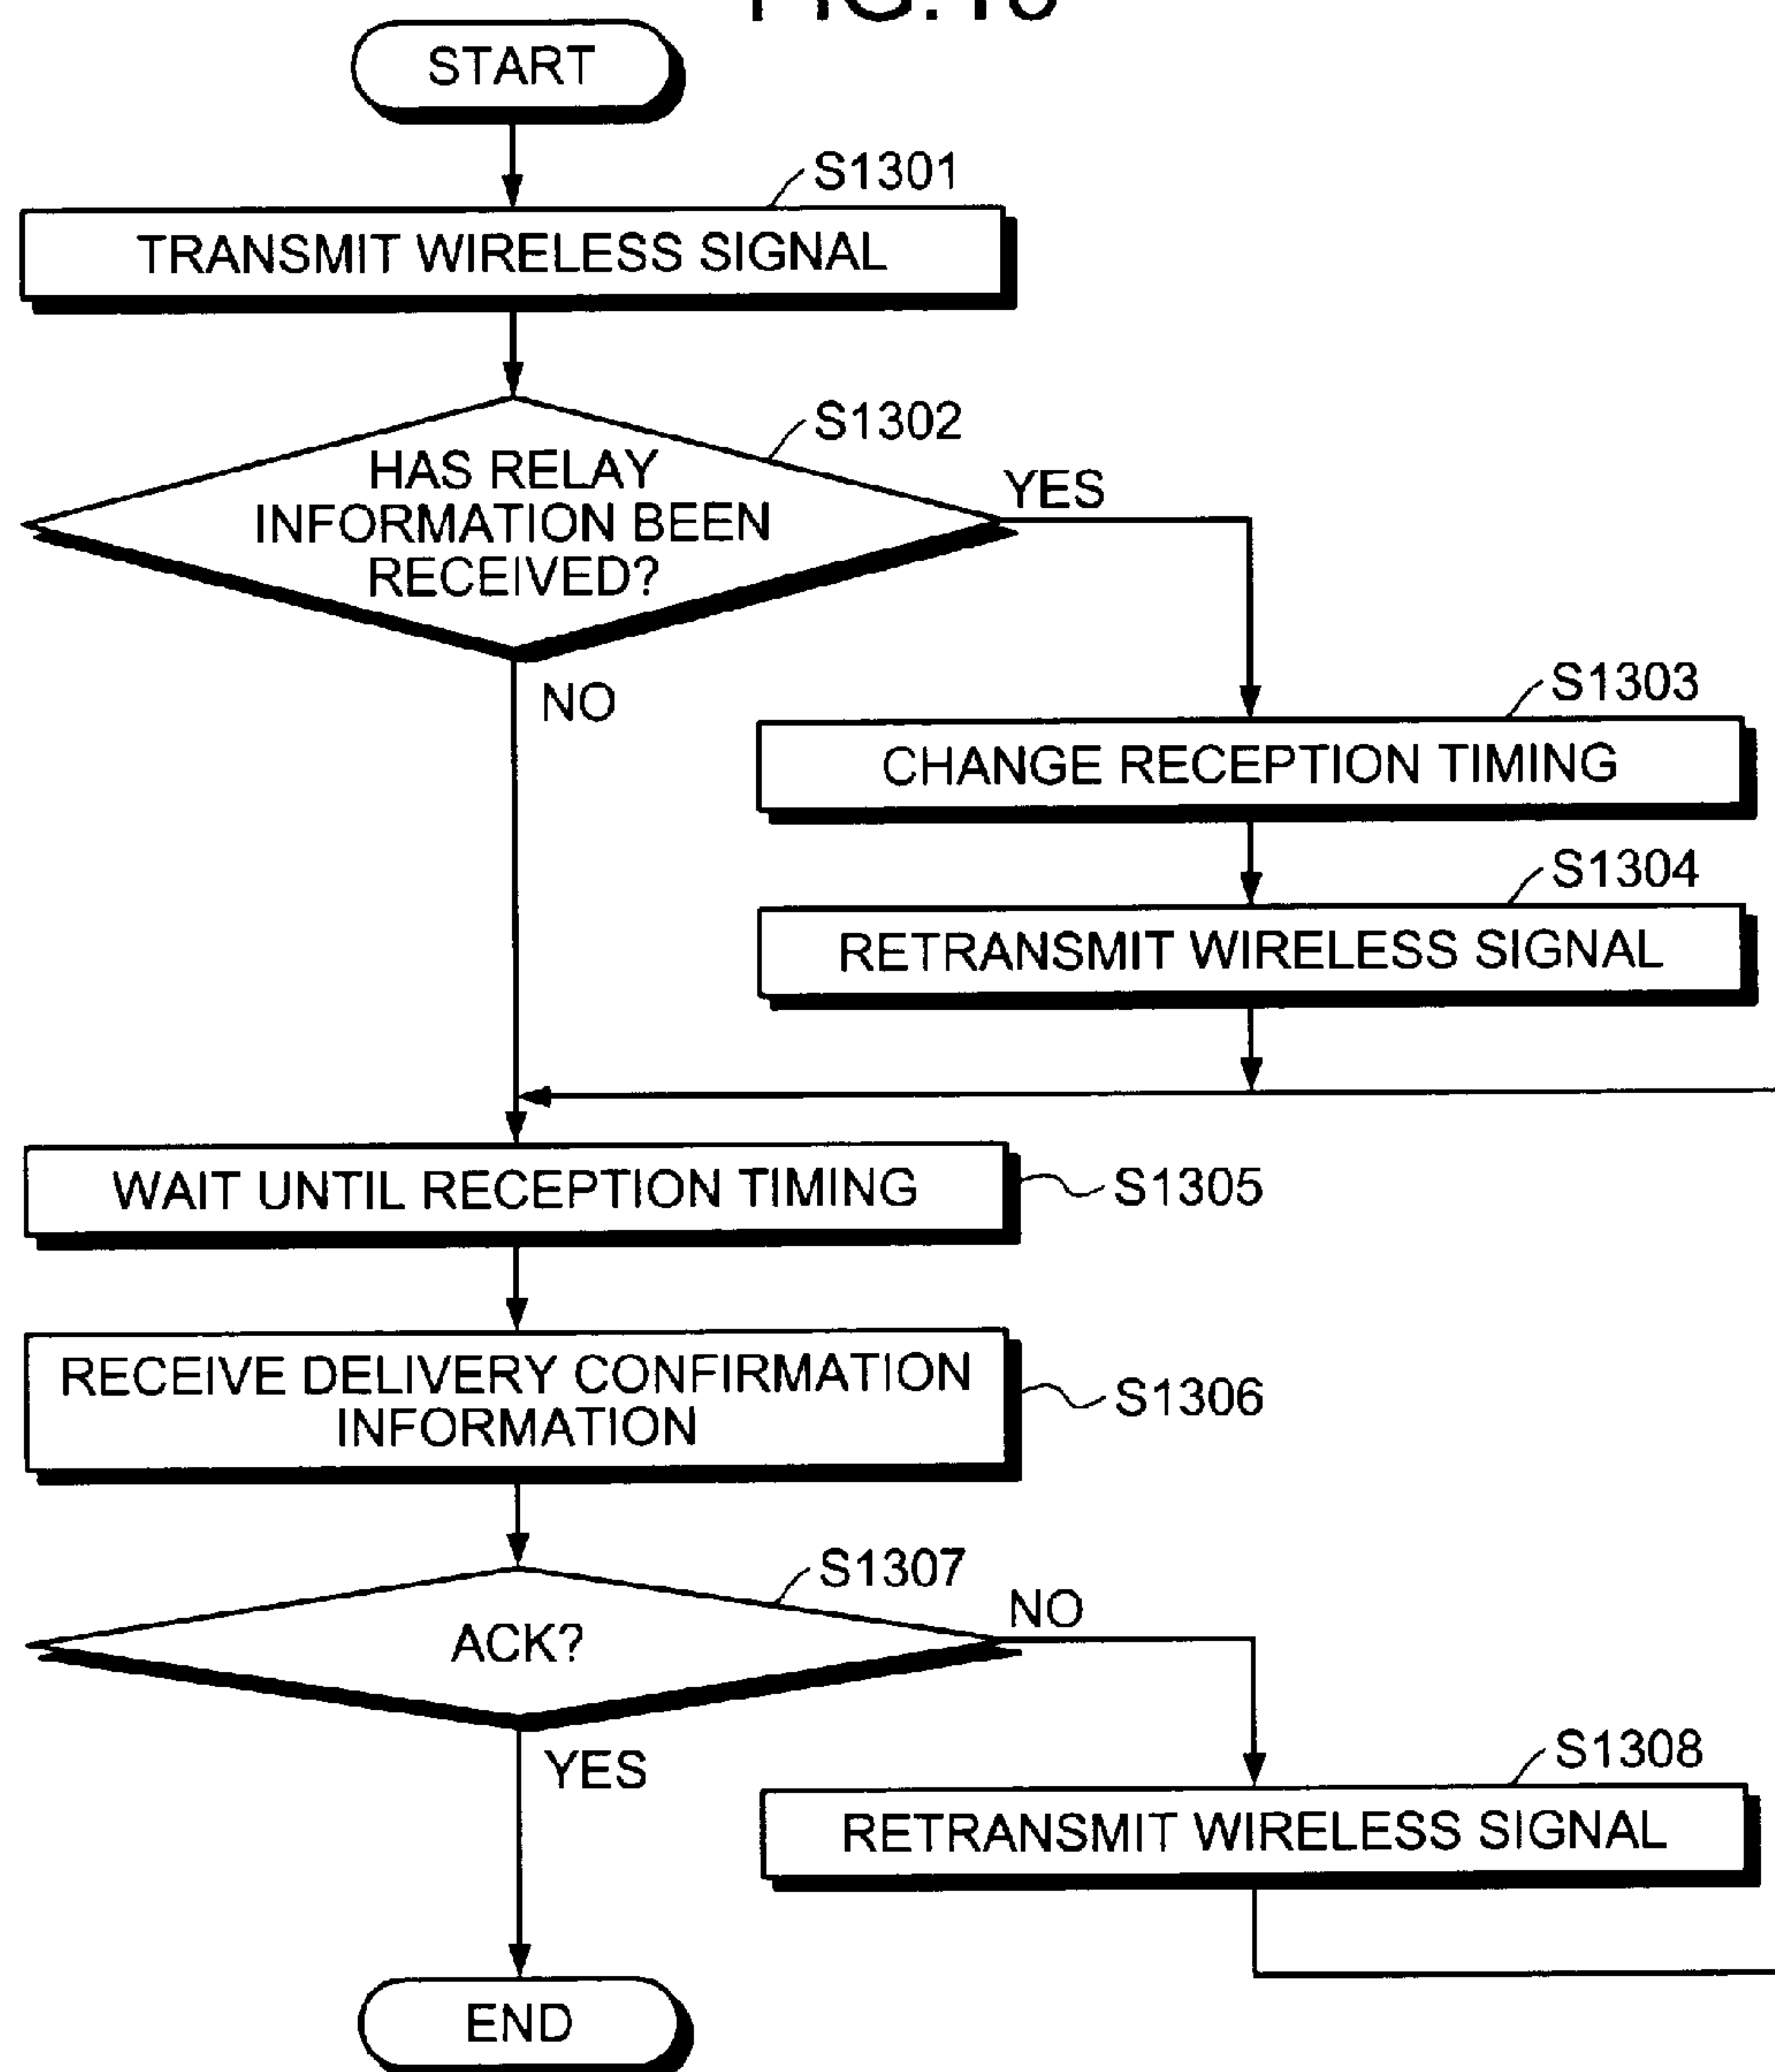 START
S1301
TRANSMIT WIRELESS SIGNAL
S1302
HAS RELAY
INFORMATION BEEN
RECEIVED?
YES
NO
S1303
CHANGE RECEPTION TIMING
S1304
RETRANSMIT WIRELESS SIGNAL
WAIT UNTIL RECEPTION TIMING
S1305
RECEIVE DELIVERY CONFIRMATION
INFORMATION
S1306
S1307
ACK?
NO
YES
S1308
RETRANSMIT WIRELESS SIGNAL
END